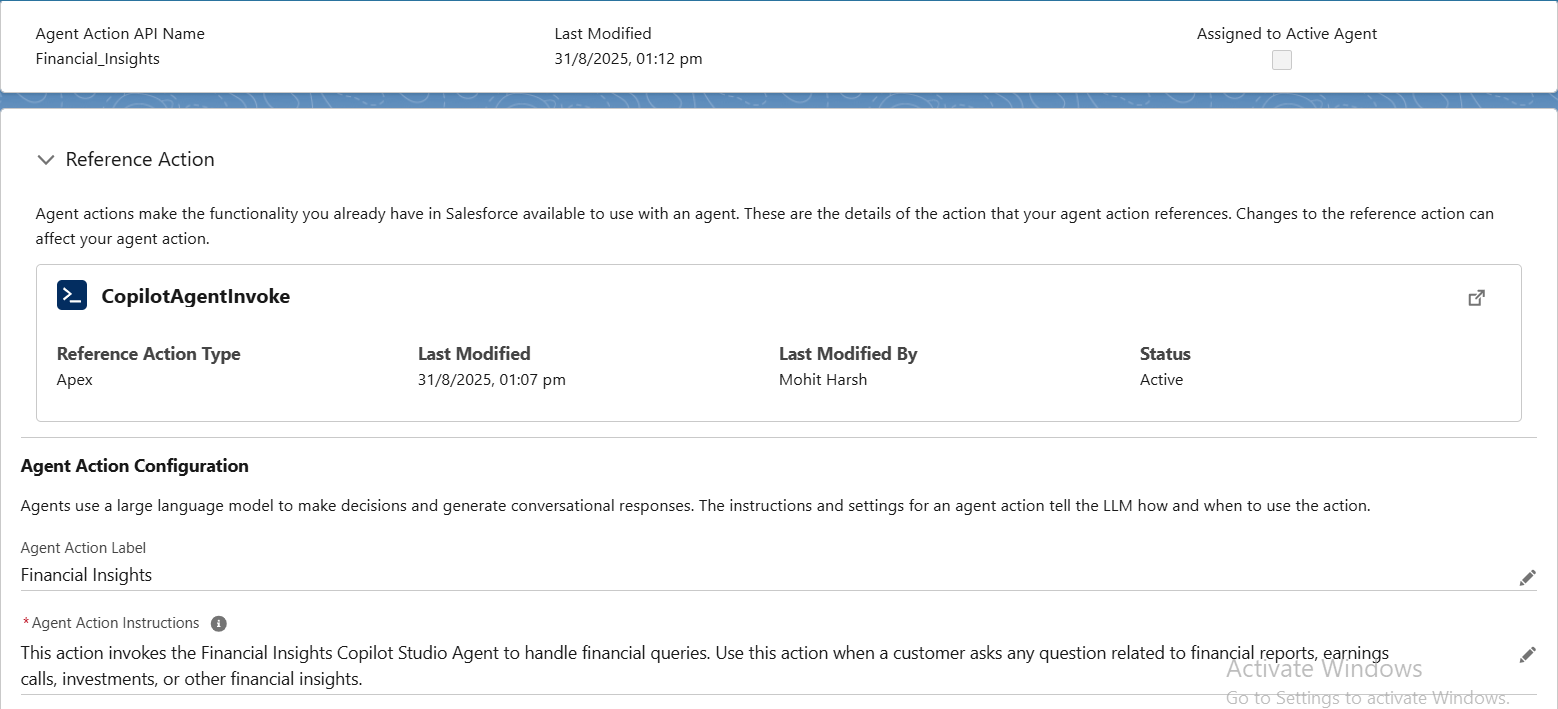 Agent Action API Name
Last Modified
Assigned to Active Agent
Financial_Insights
31/8/2025, 01:12 pm
Reference Action
Agent actions make the functionality you already have in Salesforce available to use with an agent. These are the details of the action that your agent action references. Changes to the reference action can
affect your agent action.
CopilotAgentInvoke
Reference Action Type
Last Modified
Last Modified By
Status
Apex
31/8/2025, 01:07 pm
Mohit Harsh
Active
Agent Action Configuration
Agents use a large language model to make decisions and generate conversational responses. The instructions and settings for an agent action tell the LLM how and when to use the action.
Agent Action Label
Financial Insights
*Agent Action Instructions
This action invokes the Financial Insights Copilot Studio Agent to handle financial queries. Use this action when a customer asks any question related to financial reports, earnings
calls, investments, or other financial insights.
Activate Windows
Go to Settings to activate Windows.